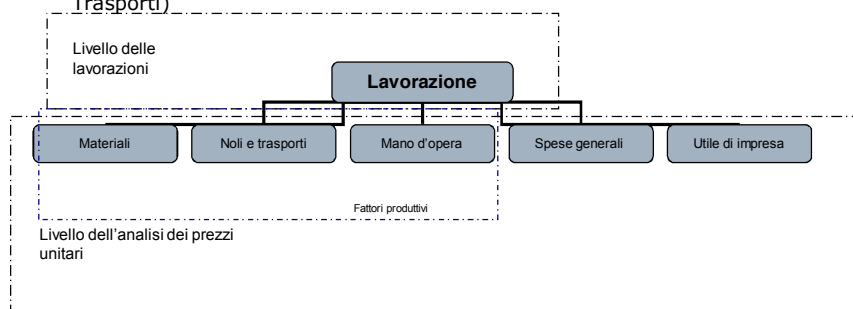 Trasporti)
Livello delle
lavorazioni
Lavorazione
Materiali
Noli e trasporti
Mano d'opera
Spese generali
Utile di impresa
Fattori produttivi
Livello dell'analisi dei prezzi
unitari